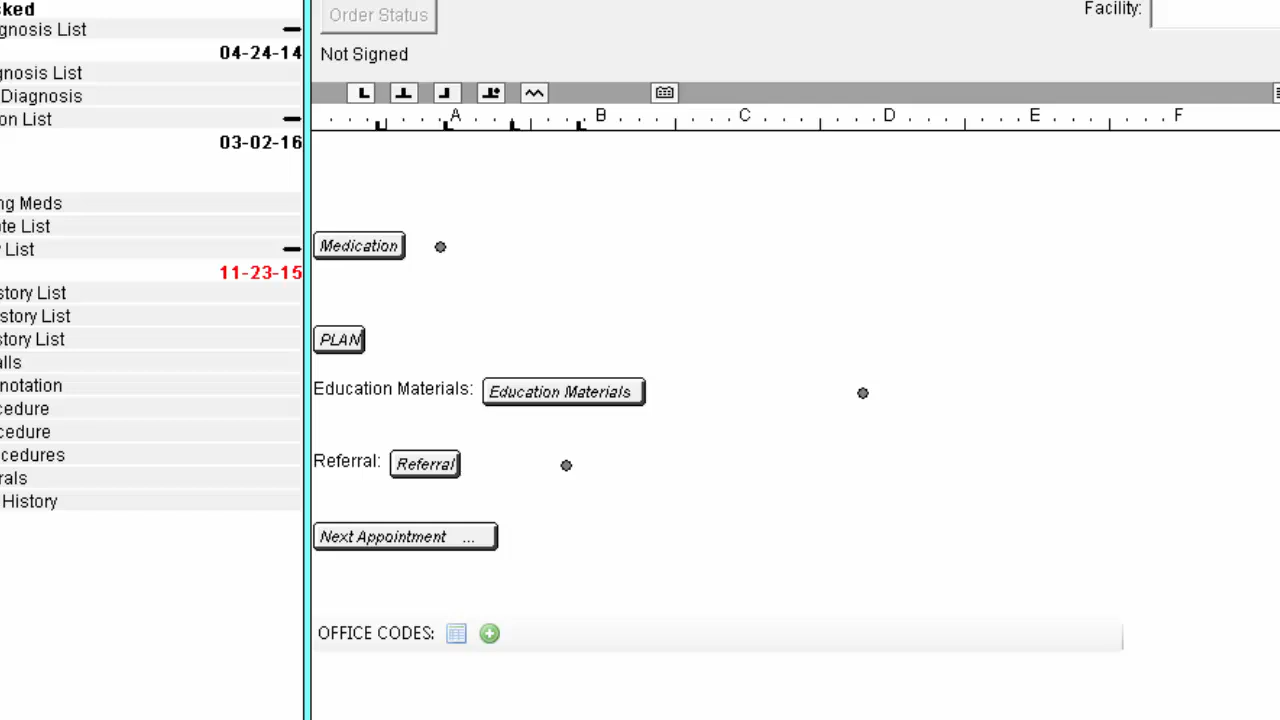 ked
gnosis List
04-24-14
gnosis List
Diagnosis
on List
03-02-16
ng Meds
te List
List
11-23-15
story List
story List
story List
alls
notation
cedure
cedure
cedures
rals
History
Order Status
Facility:
Not Signed
A B C D E F
Medication
PLAN
Education Materials: Education Materials
Referral: Referral
Next Appointment ...
OFFICE CODES: